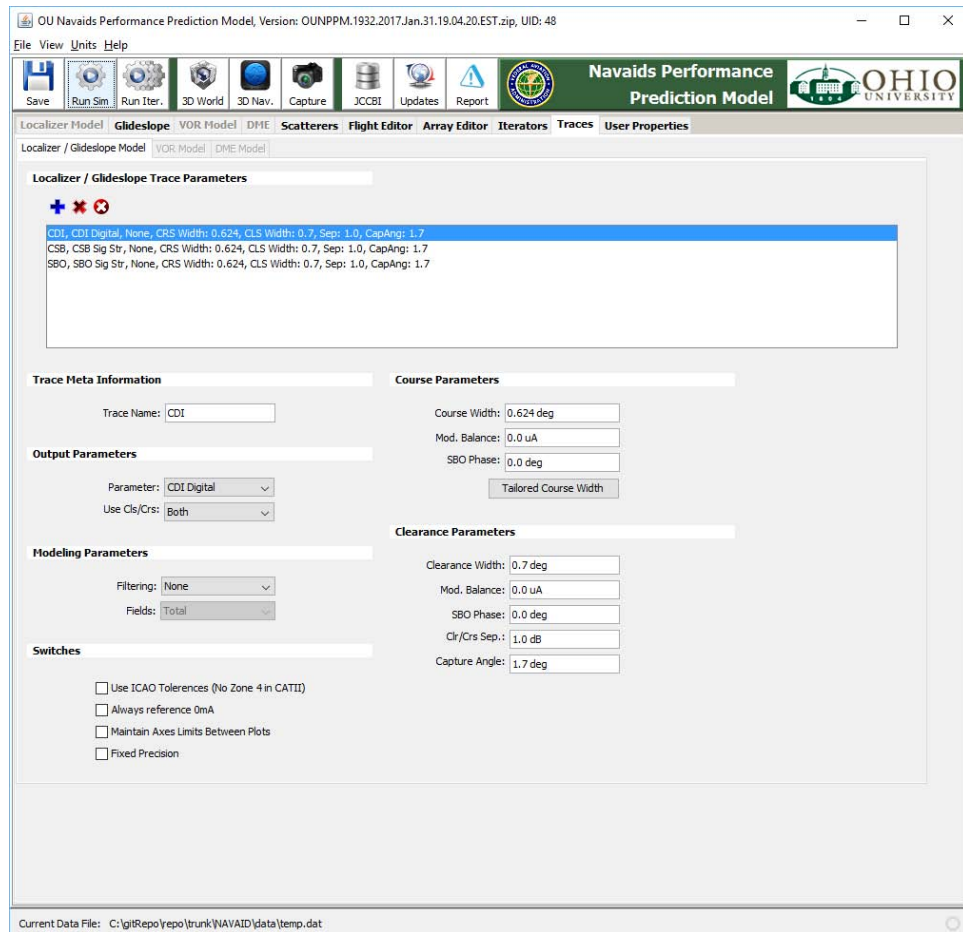 OU Navaids Performance Prediction Model, Version: OUNPPM.1932.2017.Jan.31.19.04.20.EST.zip, UID: 48
File View Units Help
Save Run Sim Run Iter. 3D World 3D Nav. Capture JCCBI Updates Report
FEDERAL AVIATION ADMINISTRATION
Navaids Performance
Prediction Model
1804
OHIO
UNIVERSITY
Localizer Model Glideslope VOR Model DME Scatterers Flight Editor Array Editor Iterators Traces User Properties
Localizer / Glideslope Model VOR Model DME Model
Localizer / Glideslope Trace Parameters
CDI, CDI Digital, None, CRS Width: 0.624, CLS Width: 0.7, Sep: 1.0, CapAng: 1.7
CSB, CSB Sig Str, None, CRS Width: 0.624, CLS Width: 0.7, Sep: 1.0, CapAng: 1.7
SBO, SBO Sig Str, None, CRS Width: 0.624, CLS Width: 0.7, Sep: 1.0, CapAng: 1.7
Trace Meta Information
Trace Name: CDI
Output Parameters
Parameter: CDI Digital
Use Cls/Crs: Both
Modeling Parameters
Filtering: None
Fields: Total
Switches
Use ICAO Tolerences (No Zone 4 in CATII)
Always reference 0mA
Maintain Axes Limits Between Plots
Fixed Precision
Course Parameters
Course Width: 0.624 deg
Mod. Balance: 0.0 uA
SBO Phase: 0.0 deg
Tailored Course Width
Clearance Parameters
Clearance Width: 0.7 deg
Mod. Balance: 0.0 uA
SBO Phase: 0.0 deg
Clr/Crs Sep.: 1.0 dB
Capture Angle: 1.7 deg
Current Data File: C:\gitRepo\repo\trunk\NAVAID\data\temp.dat